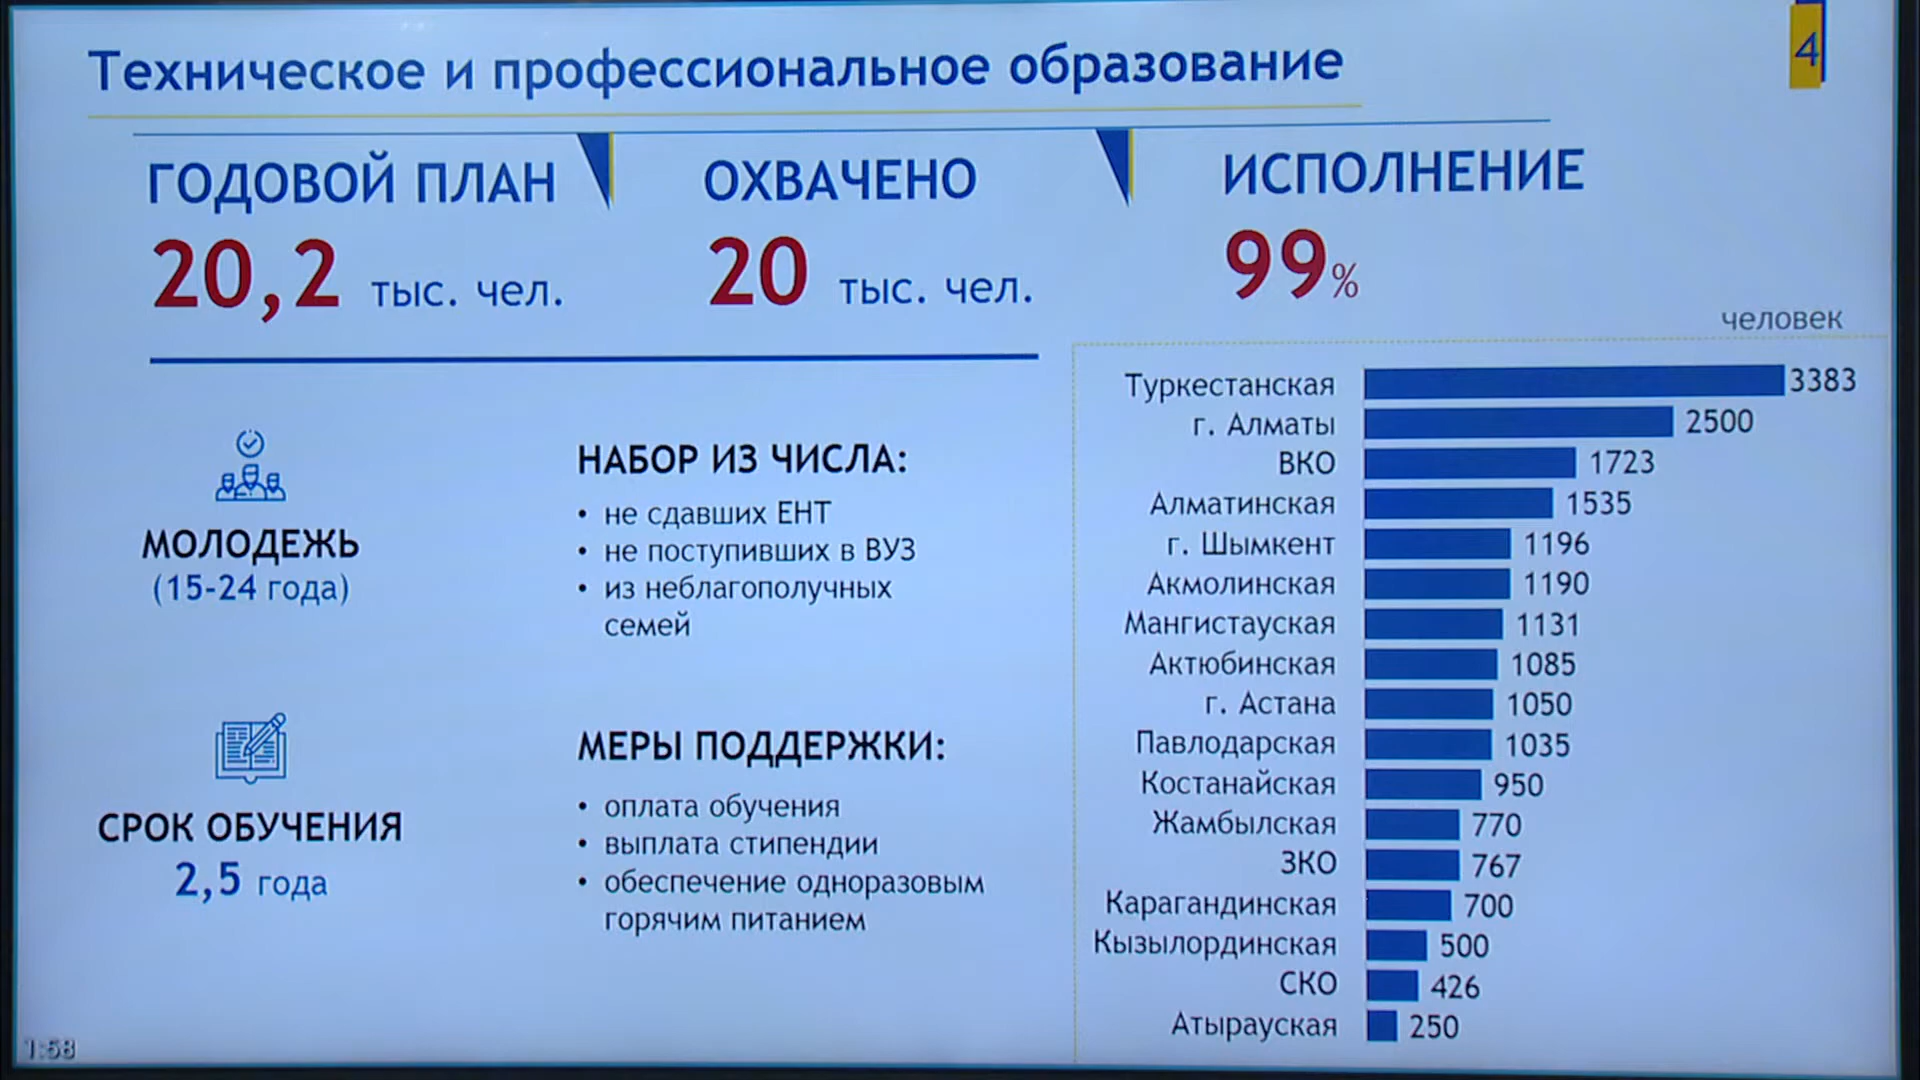 Техническое и профессиональное образование
4
ГОДОВОЙ ПЛАН
20,2 тыс. чел.
ОХВАЧЕНО
20 тыс. чел.
ИСПОЛНЕНИЕ
99%
МОЛОДЕЖЬ
(15-24 года)
НАБОР ИЗ ЧИСЛА:
• не сдавших ЕНТ
• не поступивших в ВУЗ
• из неблагополучных
семей
СРОК ОБУЧЕНИЯ
2,5 года
МЕРЫ ПОДДЕРЖКИ:
• оплата обучения
• выплата стипендии
• обеспечение одноразовым
горячим питанием
человек
Туркестанская 3383
г. Алматы 2500
ВКО 1723
Алматинская 1535
г. Шымкент 1196
Акмолинская 1190
Мангистауская 1131
Актюбинская 1085
г. Астана 1050
Павлодарская 1035
Костанайская 950
Жамбылская 770
ЗКО 767
Карагандинская 700
Кызылординская 500
СКО 426
Атырауская 250
1:58